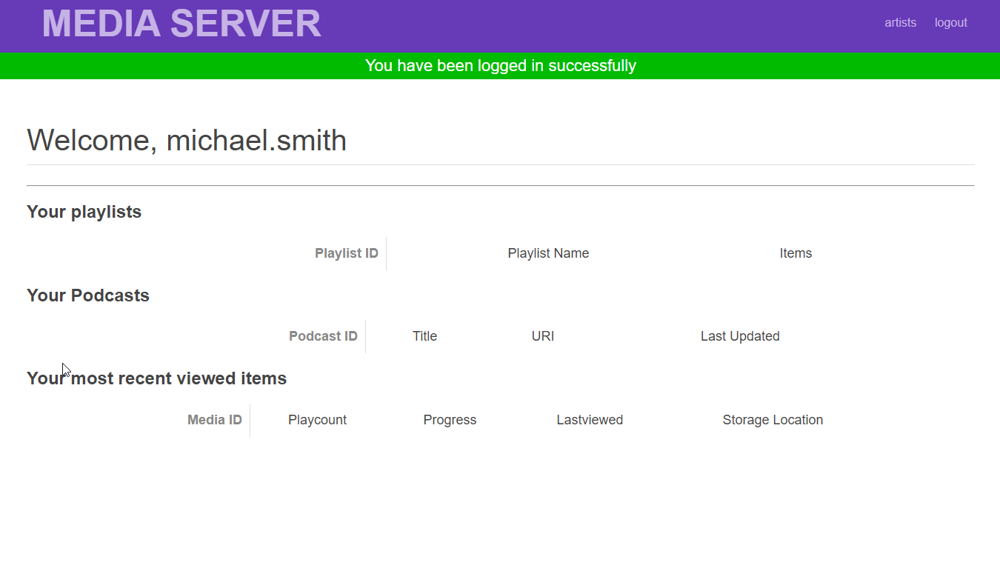 MEDIA SERVER
artists logout
You have been logged in successfully
Welcome, michael.smith
Your playlists
Playlist ID Playlist Name Items
Your Podcasts
Podcast ID Title URI Last Updated
Your most recent viewed items
Media ID Playcount Progress Lastviewed Storage Location